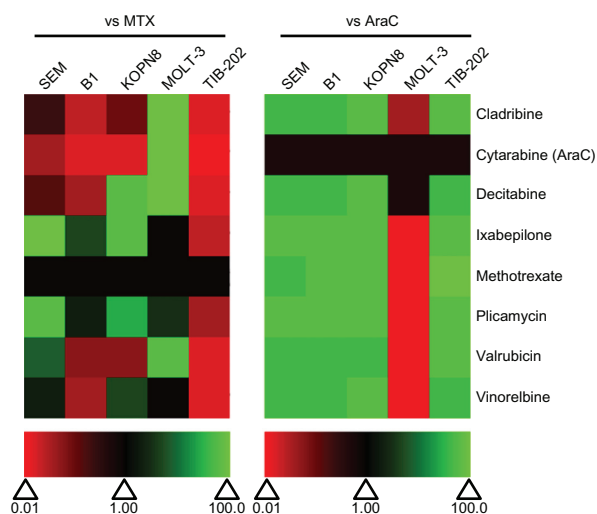 vs MTX
vs AraC
SEM
B1
KOPN8
MOLT-3
TIB-202
SEM
B1
KOPN8
MOLT-3
TIB-202
Cladribine
Cytarabine (AraC)
Decitabine
Ixabepilone
Methotrexate
Plicamycin
Valrubicin
Vinorelbine
0.01
1.00
100.0
0.01
1.00
100.0